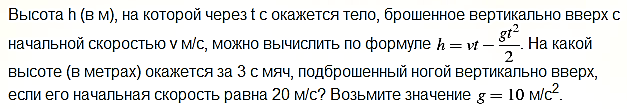 Высота h (в м), на которой через t с окажется тело, брошенное вертикально вверх с
начальной скоростью v м/с, можно вычислить по формуле h = vt − gt²/2. На какой
высоте (в метрах) окажется за 3 с мяч, подброшенный ногой вертикально вверх,
если его начальная скорость равна 20 м/с? Возьмите значение g = 10 м/с².